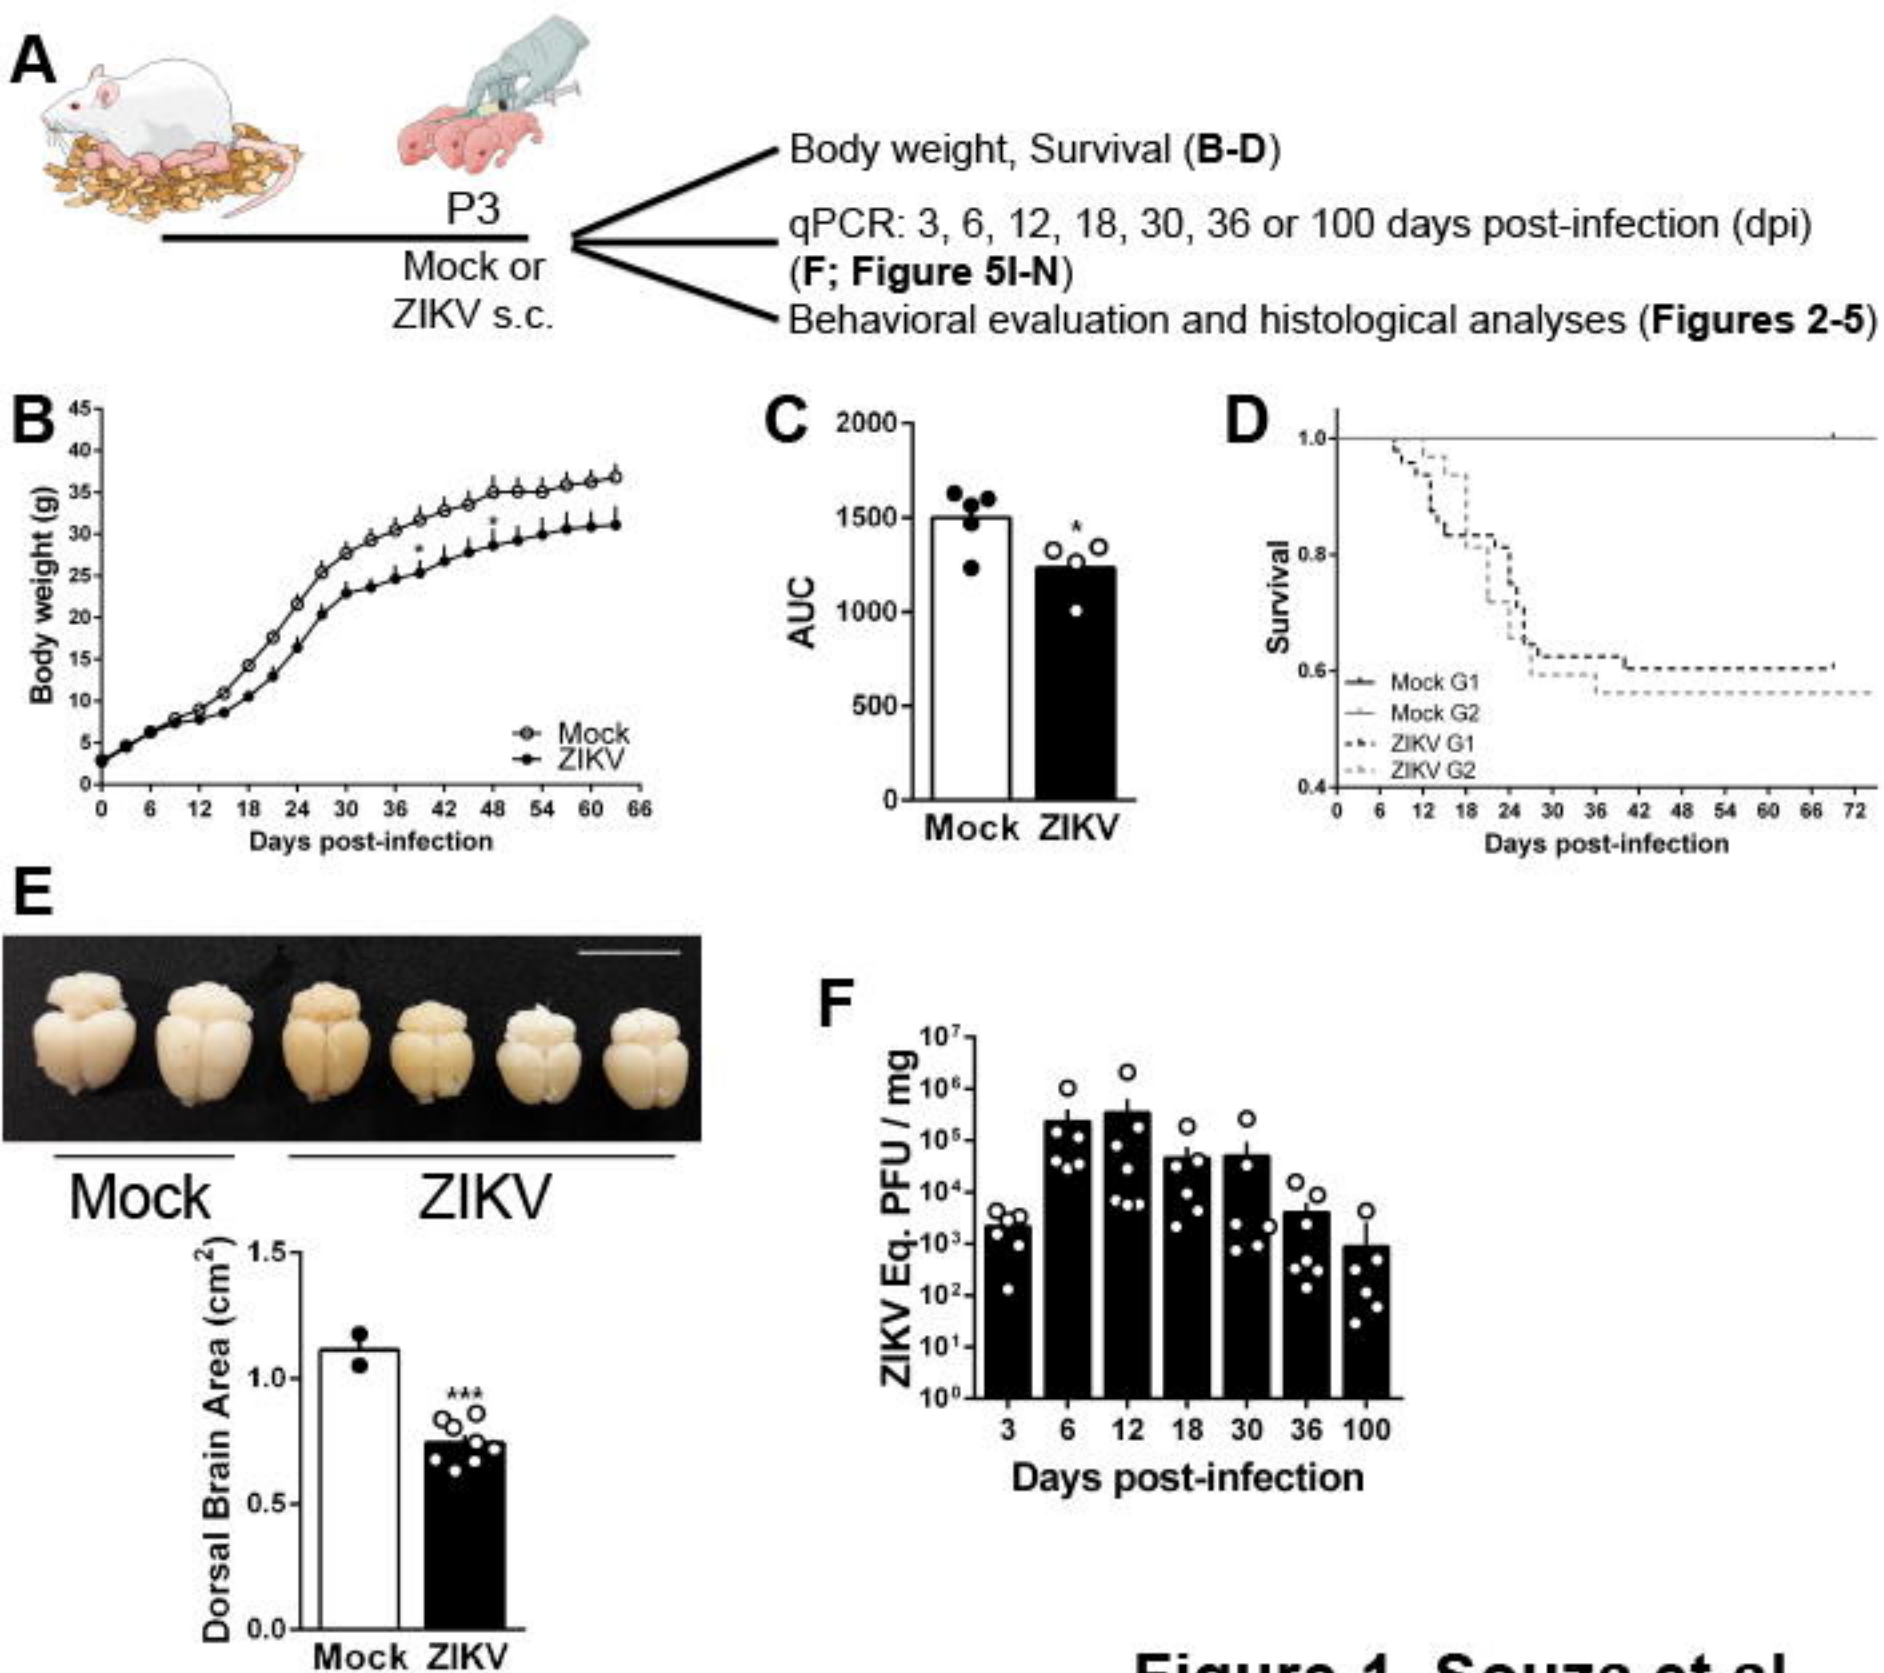 A
P3
Mock or
ZIKV s.c.
Body weight, Survival (B-D)
qPCR: 3, 6, 12, 18, 30, 36 or 100 days post-infection (dpi)
(F; Figure 5I-N)
Behavioral evaluation and histological analyses (Figures 2-5)
B
Body weight (g)
45
40
35
30
25
20
15
10
5
0
*
*
Mock
ZIKV
0 6 12 18 24 30 36 42 48 54 60 66
Days post-infection
C
AUC
2000
1500
1000
500
0
*
Mock ZIKV
D
Survival
1.0
0.8
0.6
0.4
Mock G1
Mock G2
ZIKV G1
ZIKV G2
0 6 12 18 24 30 36 42 48 54 60 66 72
Days post-infection
E
Mock ZIKV
Dorsal Brain Area (cm²)
1.5
1.0
0.5
0.0
***
Mock ZIKV
F
ZIKV Eq. PFU / mg
10⁷
10⁶
10⁵
10⁴
10³
10²
10¹
10⁰
3 6 12 18 30 36 100
Days post-infection
Figure 1, Souza et al